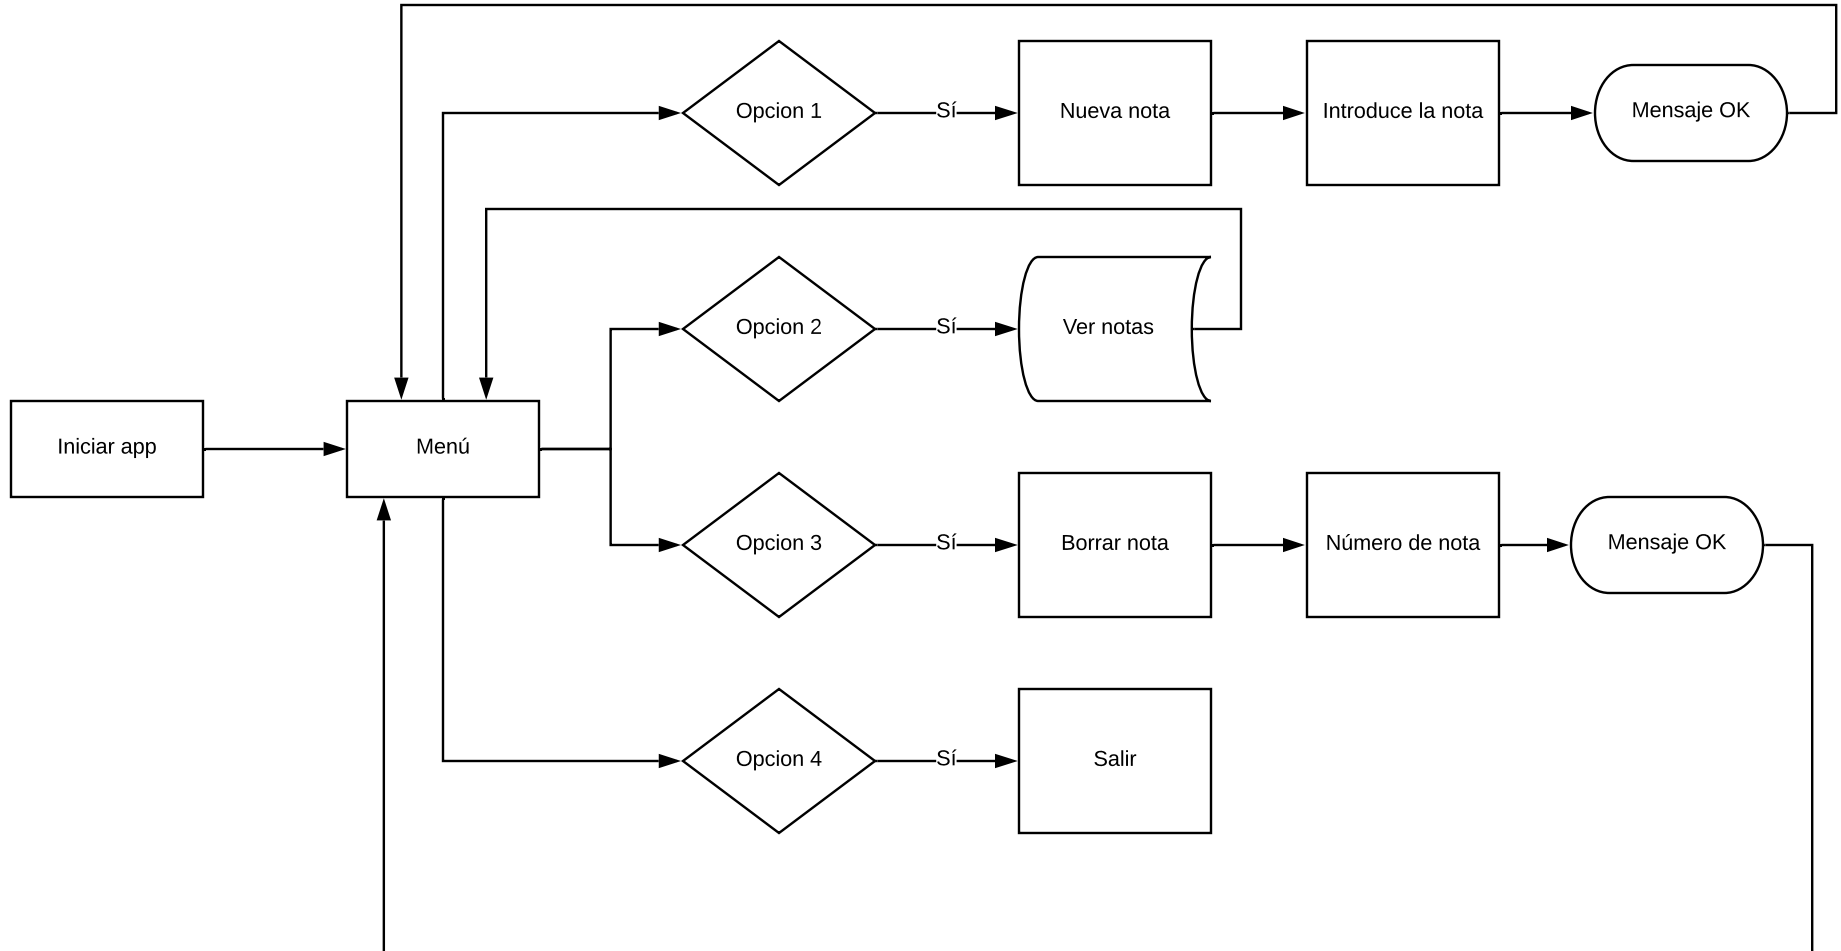 Opcion 1
Sí
Nueva nota
Introduce la nota
Mensaje OK
Opcion 2
Sí
Ver notas
Iniciar app
Menú
Opcion 3
Sí
Borrar nota
Número de nota
Mensaje OK
Opcion 4
Sí
Salir